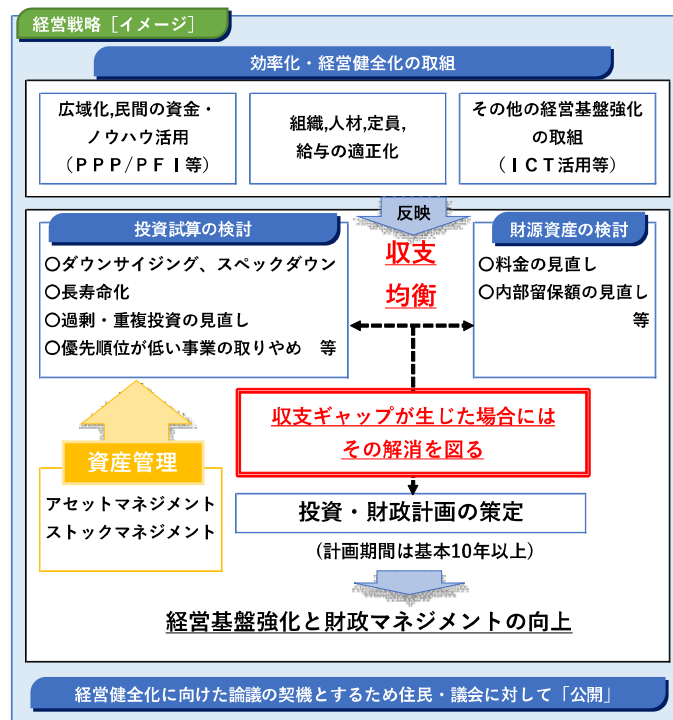 経営戦略［イメージ］
効率化・経営健全化の取組
広域化,民間の資金・
ノウハウ活用
（ＰＰＰ/ＰＦＩ等）
組織,人材,定員,
給与の適正化
その他の経営基盤強化
の取組
（ＩＣＴ活用等）
反映
投資試算の検討
〇ダウンサイジング、スペックダウン
〇長寿命化
〇過剰・重複投資の見直し
〇優先順位が低い事業の取りやめ　等
収支
均衡
財源資産の検討
〇料金の見直し
〇内部留保額の見直し
等
収支ギャップが生じた場合には
その解消を図る
資産管理
アセットマネジメント
ストックマネジメント
投資・財政計画の策定
（計画期間は基本10年以上）
経営基盤強化と財政マネジメントの向上
経営健全化に向けた論議の契機とするため住民・議会に対して「公開」